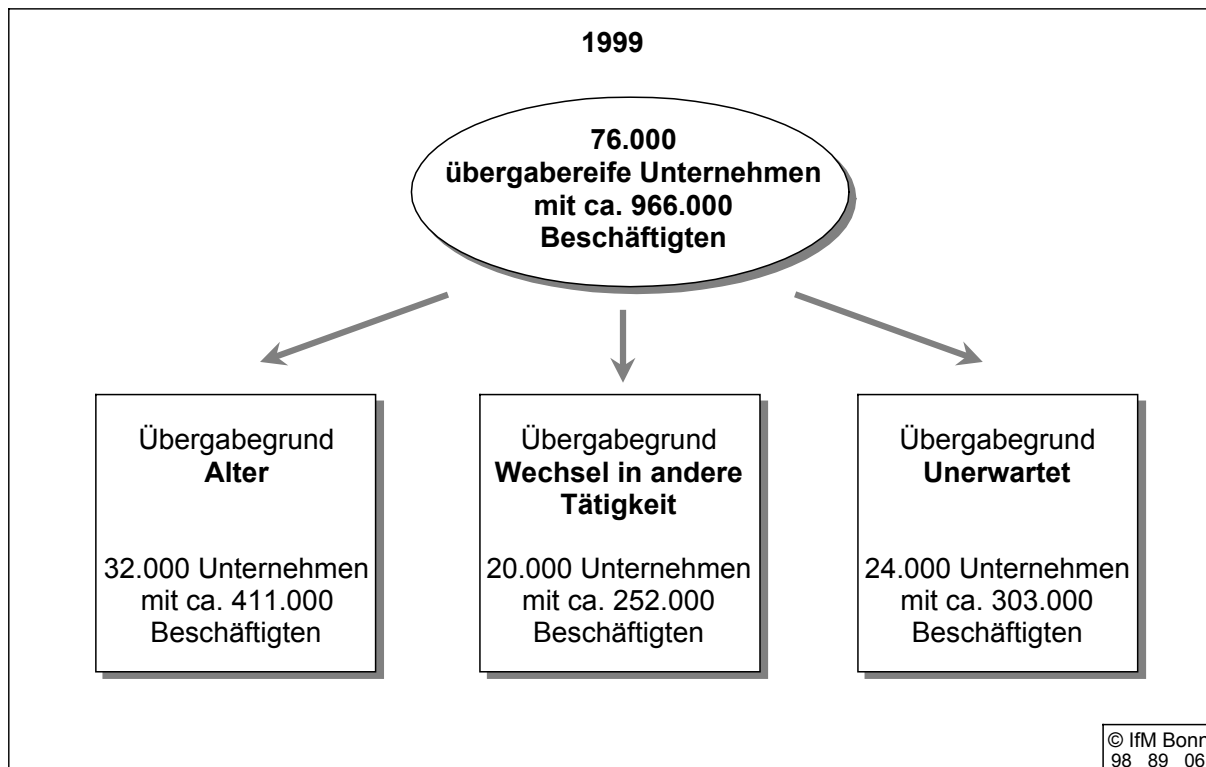 1999
76.000
übergabereife Unternehmen
mit ca. 966.000
Beschäftigten
Übergabegrund
Alter
32.000 Unternehmen
mit ca. 411.000
Beschäftigten
Übergabegrund
Wechsel in andere
Tätigkeit
20.000 Unternehmen
mit ca. 252.000
Beschäftigten
Übergabegrund
Unerwartet
24.000 Unternehmen
mit ca. 303.000
Beschäftigten
© IfM Bonn
98 89 06